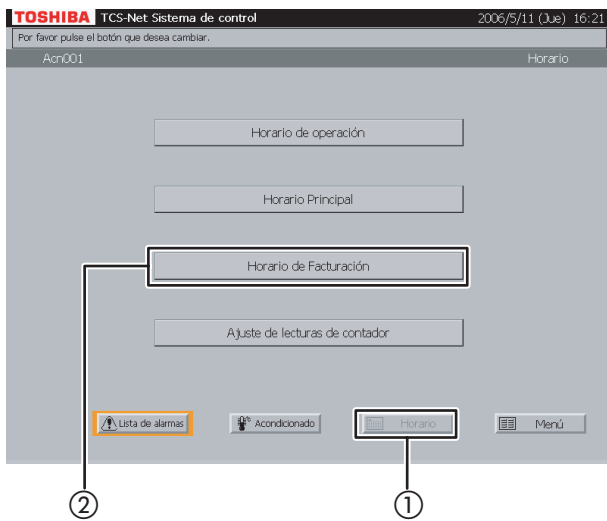 TOSHIBA TCS-Net Sistema de control 2006/5/11 (Jue) 16:21
Por favor pulse el botón que desea cambiar.
Acn001 Horario
Horario de operación
Horario Principal
Horario de Facturación
Ajuste de lecturas de contador
Lista de alarmas Acondicionado Horario Menú
② ①